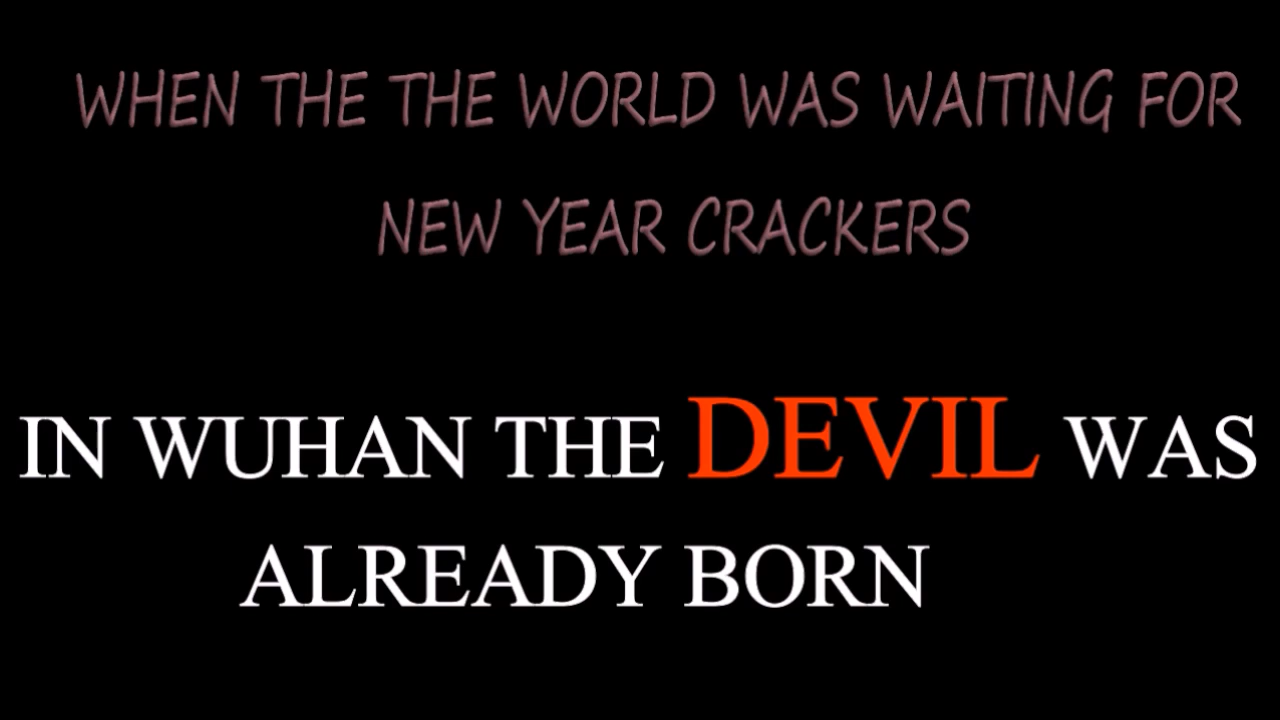 WHEN THE THE WORLD WAS WAITING FOR
NEW YEAR CRACKERS
IN WUHAN THE DEVIL WAS
ALREADY BORN